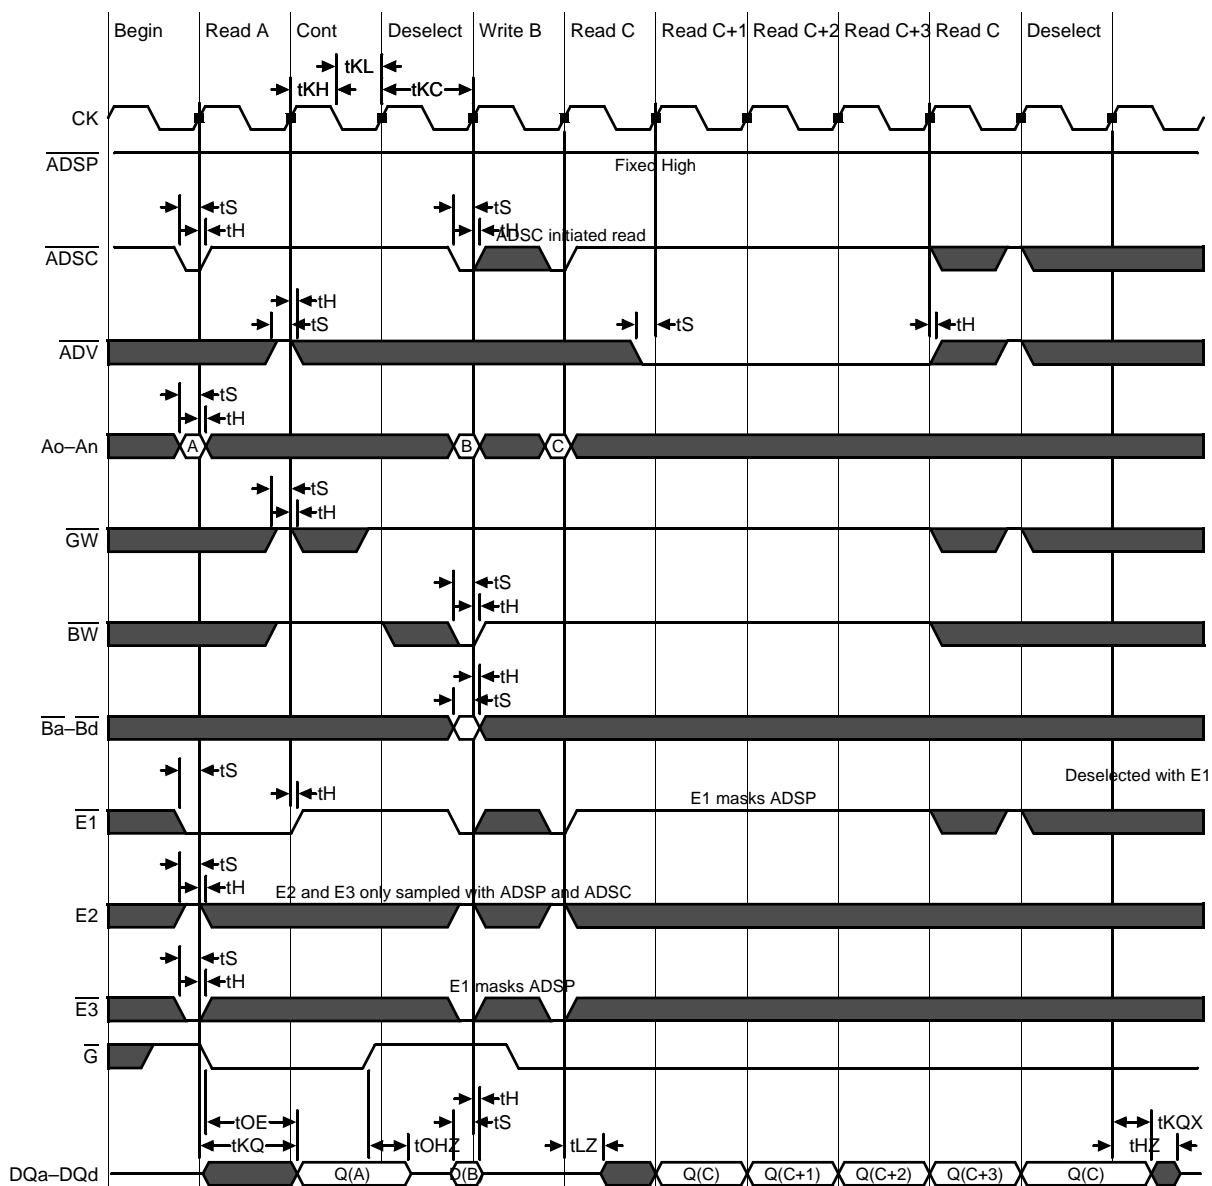 Begin Read A Cont Deselect Write B Read C Read C+1 Read C+2 Read C+3 Read C Deselect
tKL
tKH tKC
CK
ADSP
Fixed High
tS tS
tH tH
ADSC initiated read
ADSC
tH
tS tS tH
ADV
tS
tH
Ao–An A B C
tS
tH
GW
tS
tH
BW
tH
tS
Ba–Bd
tS Deselected with E1
tH E1 masks ADSP
E1
tS
tH E2 and E3 only sampled with ADSP and ADSC
E2
tS
tH E1 masks ADSP
E3
G
tH
tOE tS tKQX
tKQ tOHZ tLZ tHZ
DQa–DQd Q(A) D(B Q(C) Q(C+1) Q(C+2) Q(C+3) Q(C)